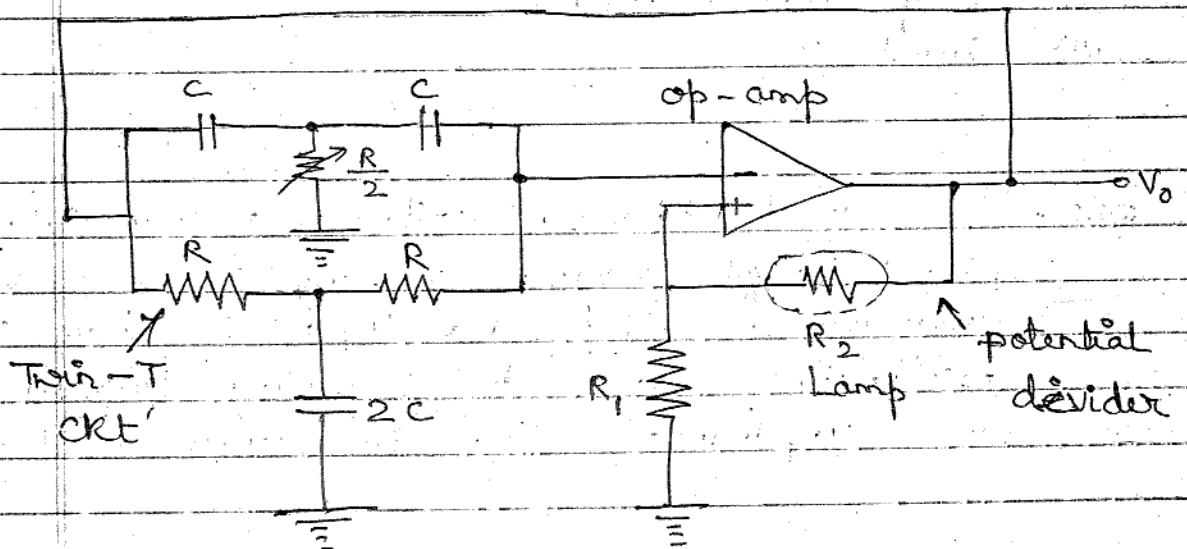 C
C
op-amp
R/2
−
+
V₀
R
R
Twin-T
ckt'
2C
R₁
R₂
Lamp
potential
devider